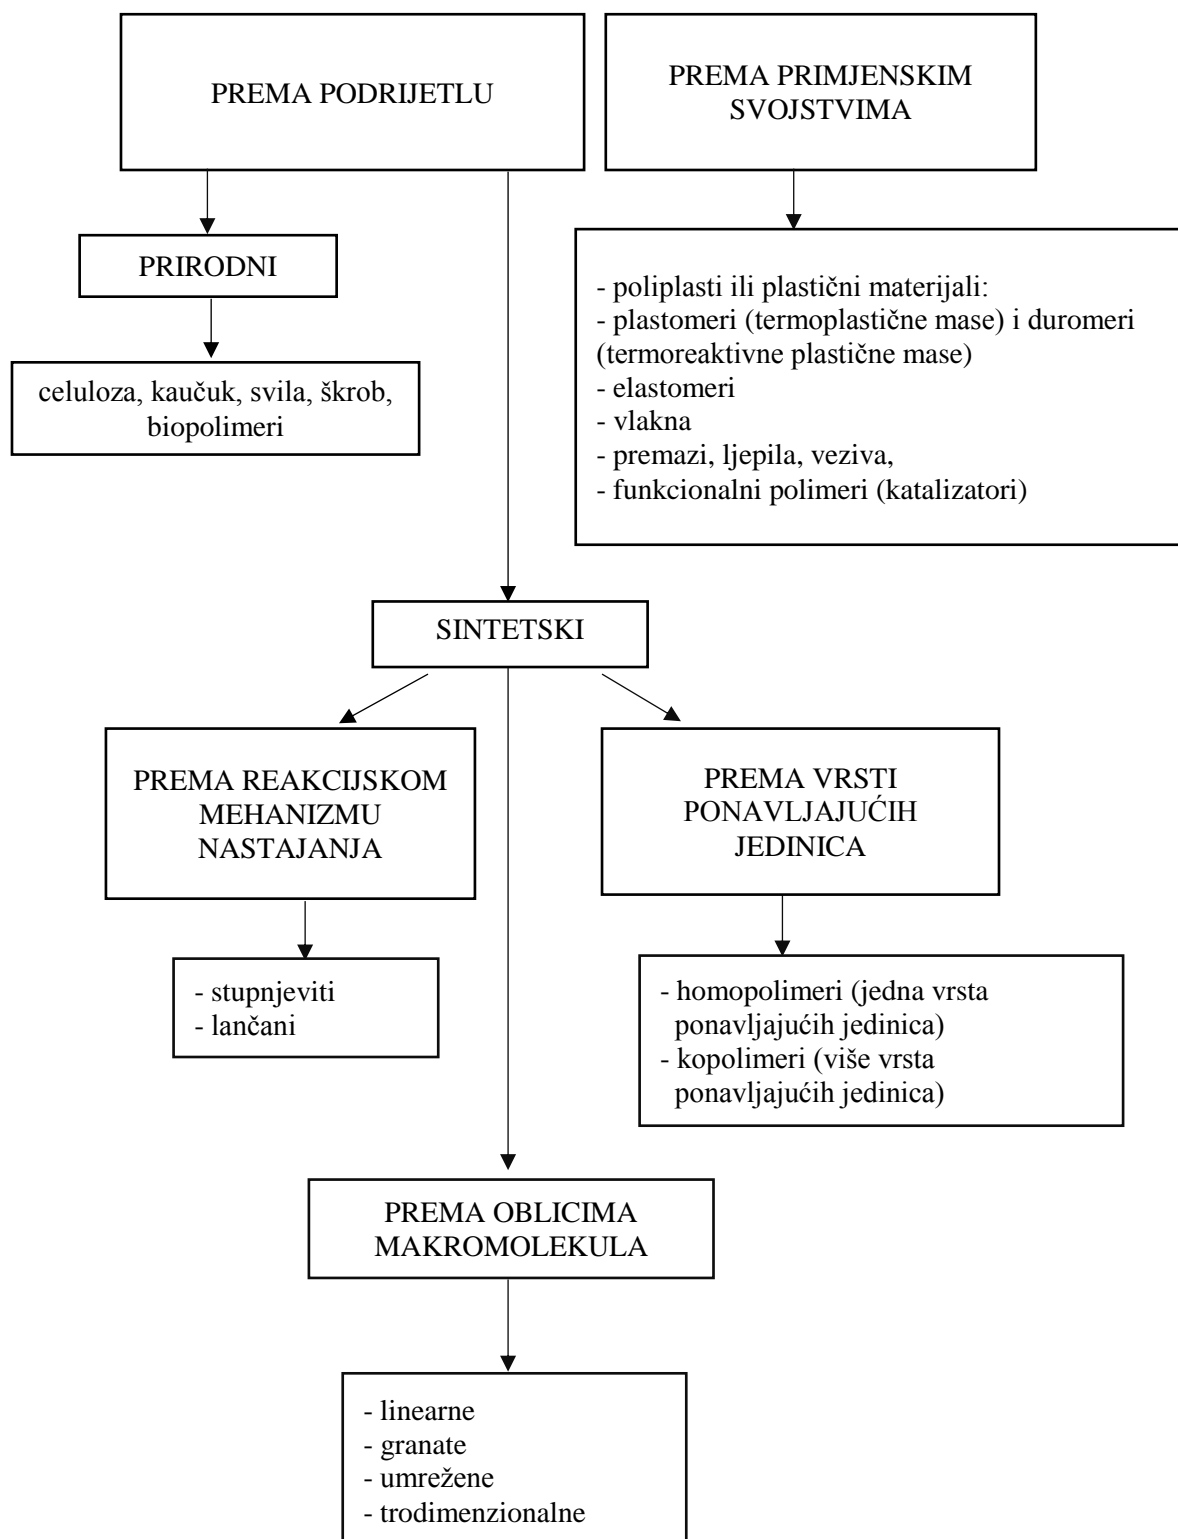 PREMA PODRIJETLU
PREMA PRIMJENSKIM
SVOJSTVIMA
PRIRODNI
celuloza, kaučuk, svila, škrob,
biopolimeri
- poliplasti ili plastični materijali:
- plastomeri (termoplastične mase) i duromeri
(termoreaktivne plastične mase)
- elastomeri
- vlakna
- premazi, ljepila, veziva,
- funkcionalni polimeri (katalizatori)
SINTETSKI
PREMA REAKCIJSKOM
MEHANIZMU
NASTAJANJA
PREMA VRSTI
PONAVLJAJUĆIH
JEDINICA
- stupnjeviti
- lančani
- homopolimeri (jedna vrsta
ponavljajućih jedinica)
- kopolimeri (više vrsta
ponavljajućih jedinica)
PREMA OBLICIMA
MAKROMOLEKULA
- linearne
- granate
- umrežene
- trodimenzionalne